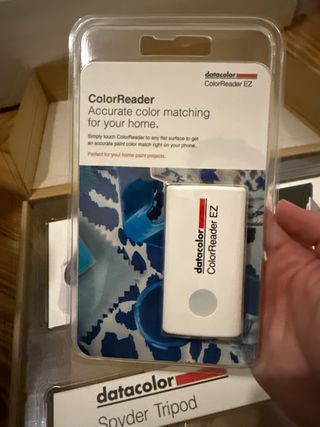 datacolor
ColorReader EZ
ColorReader
Accurate color matching
for your home.
Simply touch ColorReader to any flat surface to get
an accurate paint color match right on your phone.
Perfect for your home paint projects.
datacolor
ColorReader EZ
datacolor
Spyder Tripod